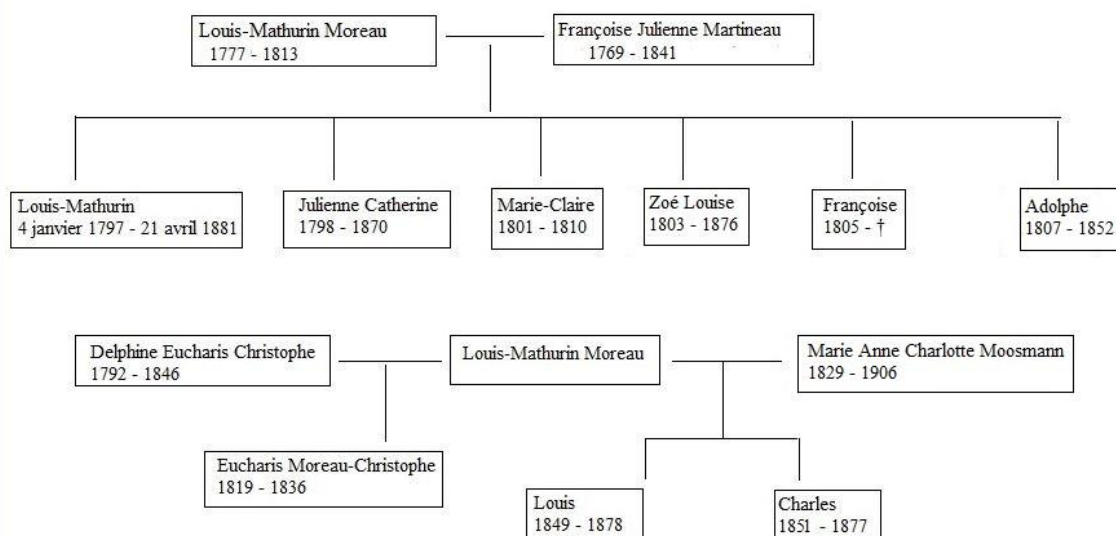 Louis-Mathurin Moreau
1777 - 1813
Françoise Julienne Martineau
1769 - 1841
Louis-Mathurin
4 janvier 1797 - 21 avril 1881
Julienne Catherine
1798 - 1870
Marie-Claire
1801 - 1810
Zoé Louise
1803 - 1876
Françoise
1805 - †
Adolphe
1807 - 1852
Delphine Eucharis Christophe
1792 - 1846
Louis-Mathurin Moreau
Marie Anne Charlotte Moosmann
1829 - 1906
Eucharis Moreau-Christophe
1819 - 1836
Louis
1849 - 1878
Charles
1851 - 1877